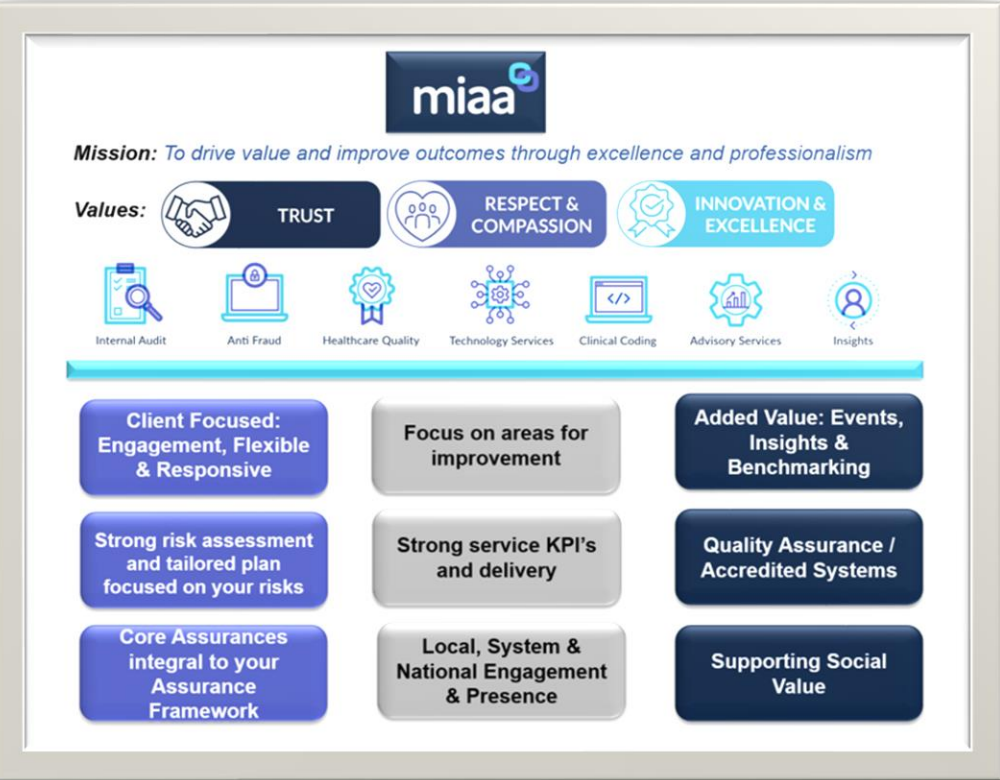 miaa
Mission: To drive value and improve outcomes through excellence and professionalism
Values:
TRUST
RESPECT &
COMPASSION
INNOVATION &
EXCELLENCE
Internal Audit
Anti Fraud
Healthcare Quality
Technology Services
</>
Clinical Coding
Advisory Services
Insights
Client Focused:
Engagement, Flexible
& Responsive
Focus on areas for
improvement
Added Value: Events,
Insights &
Benchmarking
Strong risk assessment
and tailored plan
focused on your risks
Strong service KPI's
and delivery
Quality Assurance /
Accredited Systems
Core Assurances
integral to your
Assurance
Framework
Local, System &
National Engagement
& Presence
Supporting Social
Value